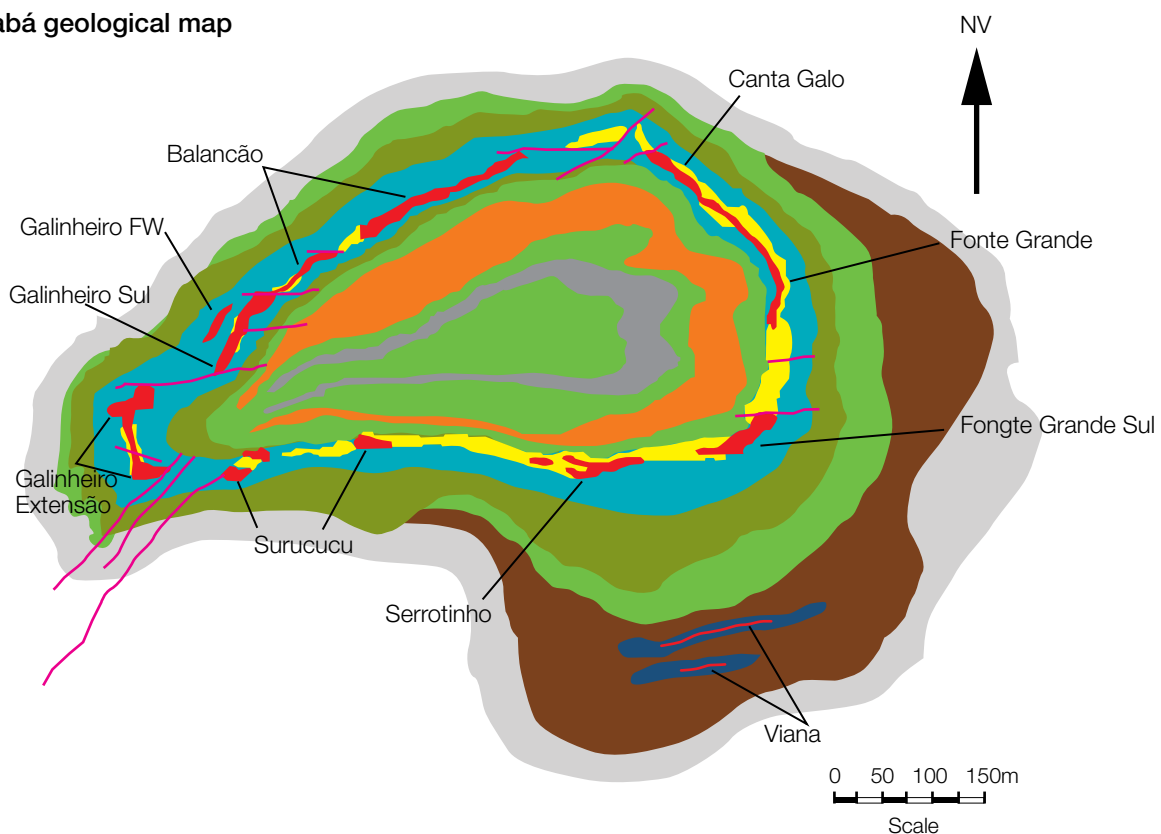 abá geological map
NV
Canta Galo
Balancão
Galinheiro FW
Fonte Grande
Galinheiro Sul
Fongte Grande Sul
Galinheiro
Extensão
Surucucu
Serrotinho
Viana
0 50 100 150m
Scale